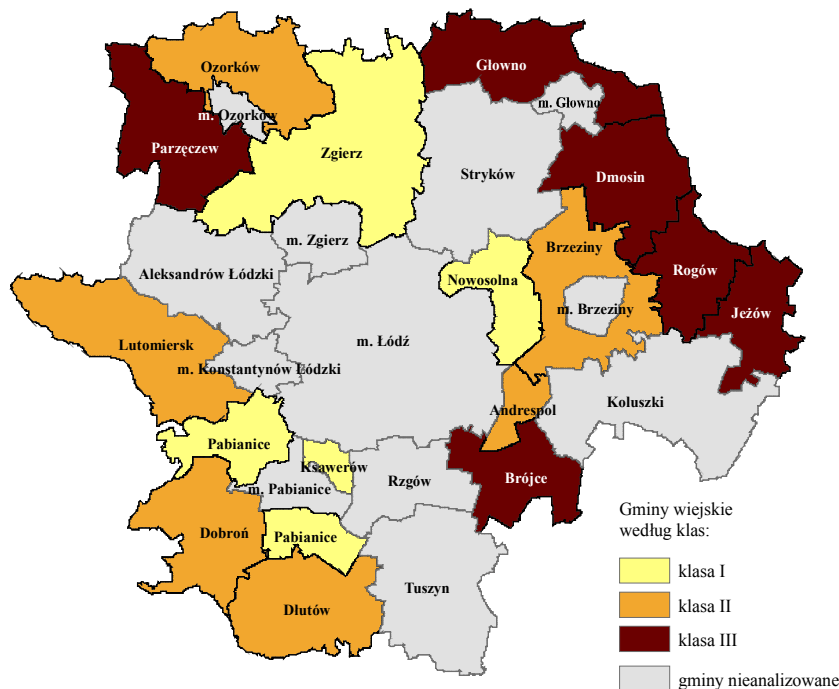 Ozorków
Głowno
m. Głowno
m. Ozorków
Parzęczew
Zgierz
Stryków
Dmosin
m. Zgierz
Brzeziny
Aleksandrów Łódzki
Nowosolna
Rogów
m. Brzeziny
Jeżów
Lutomiersk
m. Łódź
m. Konstantynów Łódzki
Andrespol
Koluszki
Pabianice
Ksawerów
Rzgów
Brójce
m. Pabianice
Dobroń
Pabianice
Tuszyn
Dłutów
Gminy wiejskie
według klas:
klasa I
klasa II
klasa III
gminy nieanalizowane